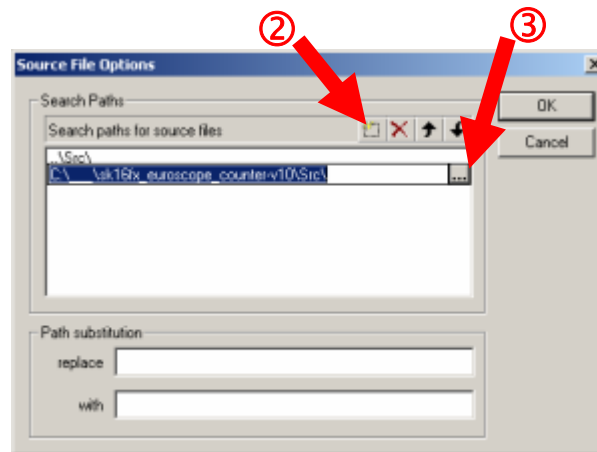 ② ③
Source File Options
Search Paths
OK
Search paths for source files
Cancel
..\Src\
C:\___\sk16fx_euroscope_counter-v10\Src\
...
Path substitution
replace
with